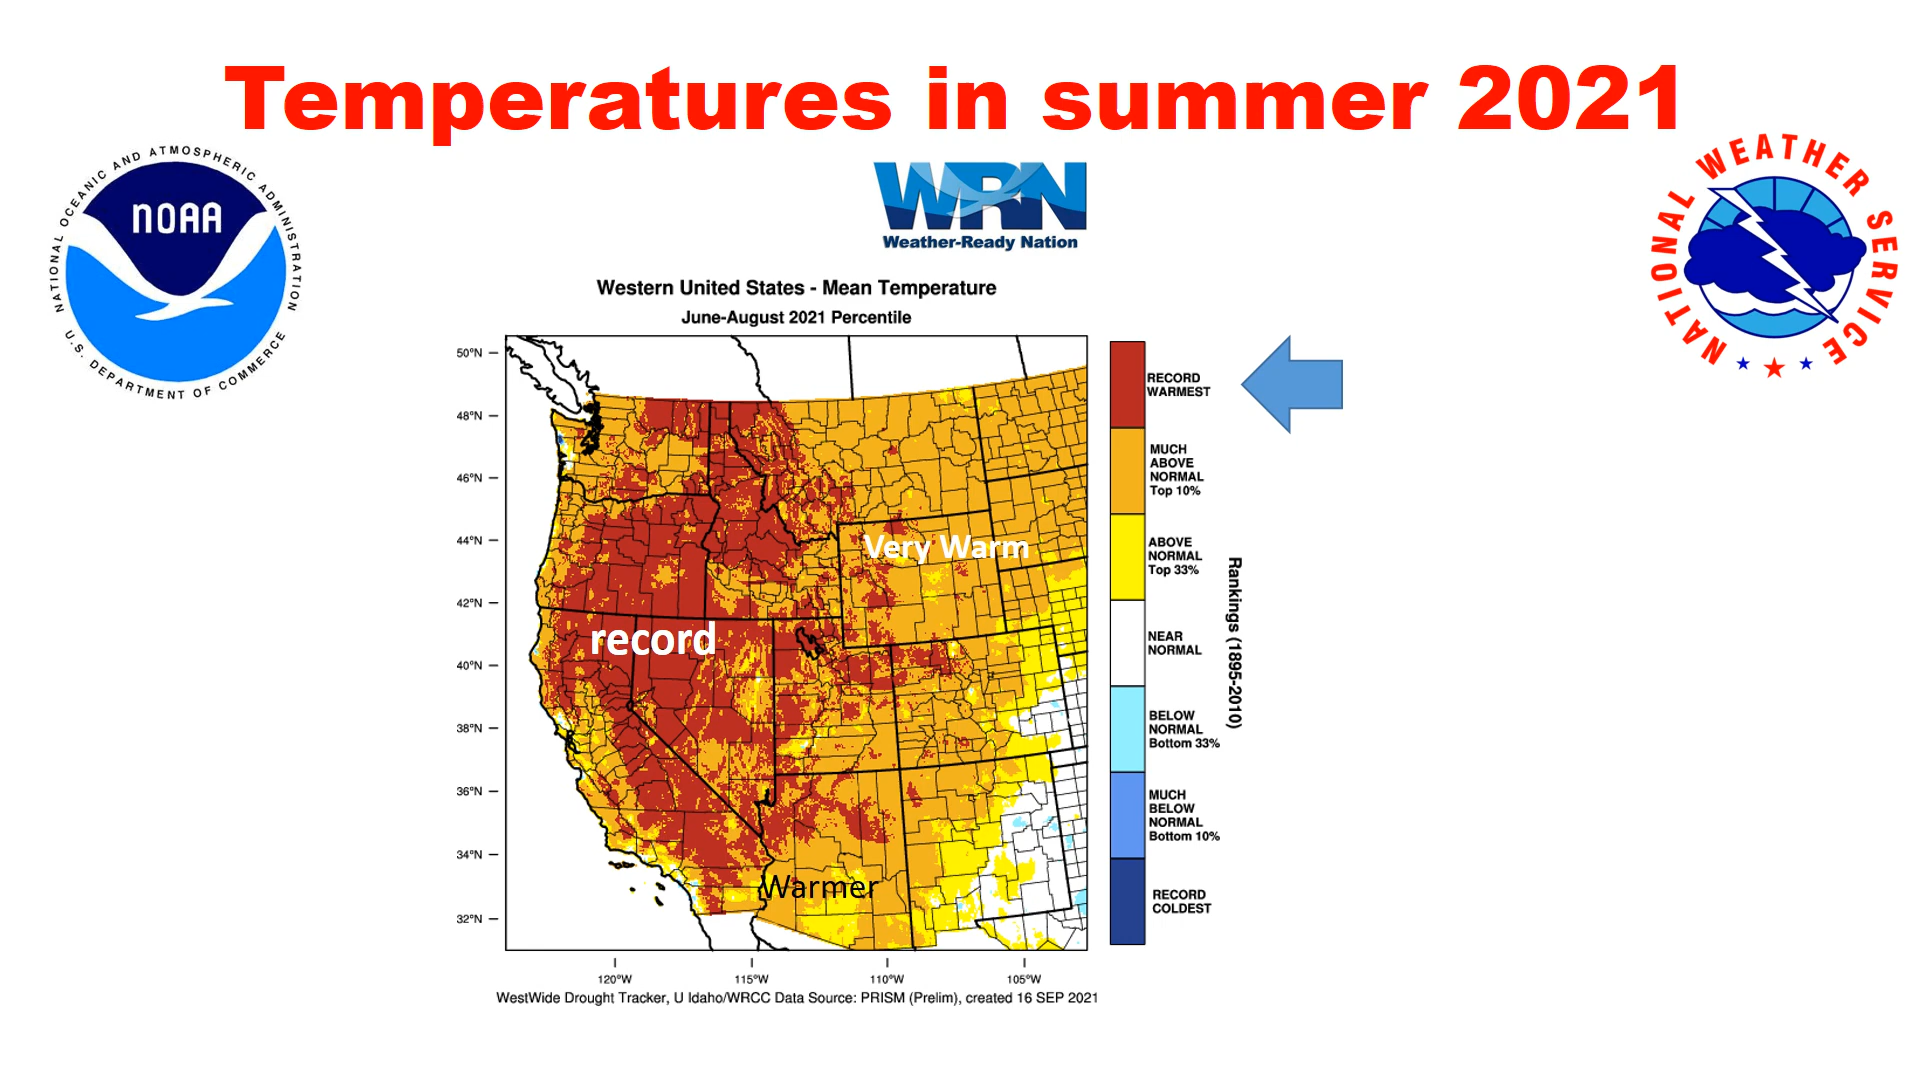 Temperatures in summer 2021
NATIONAL OCEANIC AND ATMOSPHERIC ADMINISTRATION
U.S. DEPARTMENT OF COMMERCE
NOAA
WRN
Weather-Ready Nation
NATIONAL WEATHER SERVICE
Western United States - Mean Temperature
June-August 2021 Percentile
50°N
48°N
46°N
44°N
42°N
40°N
38°N
36°N
34°N
32°N
120°W
115°W
110°W
105°W
Very Warm
record
Warmer
RECORD
WARMEST
MUCH
ABOVE
NORMAL
Top 10%
ABOVE
NORMAL
Top 33%
NEAR
NORMAL
BELOW
NORMAL
Bottom 33%
MUCH
BELOW
NORMAL
Bottom 10%
RECORD
COLDEST
Rankings (1895-2010)
WestWide Drought Tracker, U Idaho/WRCC Data Source: PRISM (Prelim), created 16 SEP 2021